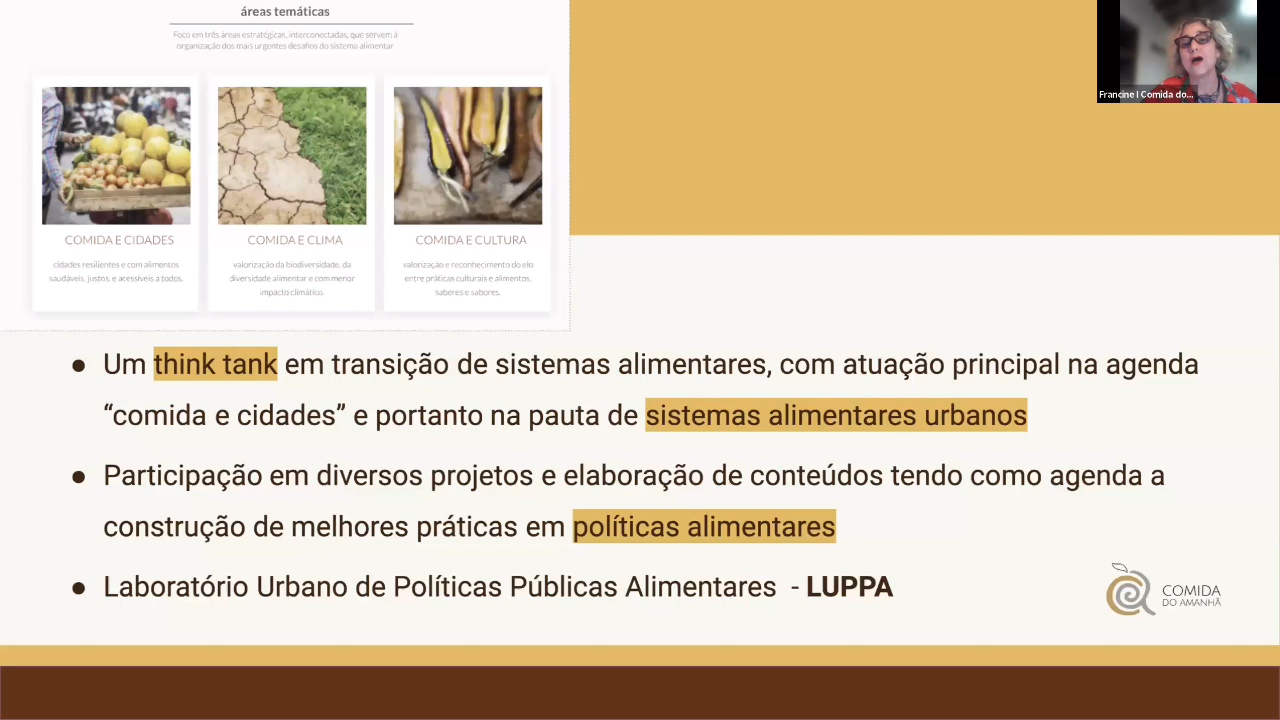 áreas temáticas
Foco em três áreas estratégicas, interconectadas, que servem à
organização dos mais urgentes desafios do sistema alimentar
COMIDA E CIDADES
cidades resilientes e com alimentos
saudáveis, justos, e acessíveis a todos.
COMIDA E CLIMA
valorização da biodiversidade, da
diversidade alimentar e com menor
impacto climático.
COMIDA E CULTURA
valorização e reconhecimento do elo
entre práticas culturais e alimentos,
saberes e sabores.
Francine I Comida do...
● Um think tank em transição de sistemas alimentares, com atuação principal na agenda
“comida e cidades” e portanto na pauta de sistemas alimentares urbanos
● Participação em diversos projetos e elaboração de conteúdos tendo como agenda a
construção de melhores práticas em políticas alimentares
● Laboratório Urbano de Políticas Públicas Alimentares - LUPPA
COMIDA
DO AMANHÃ